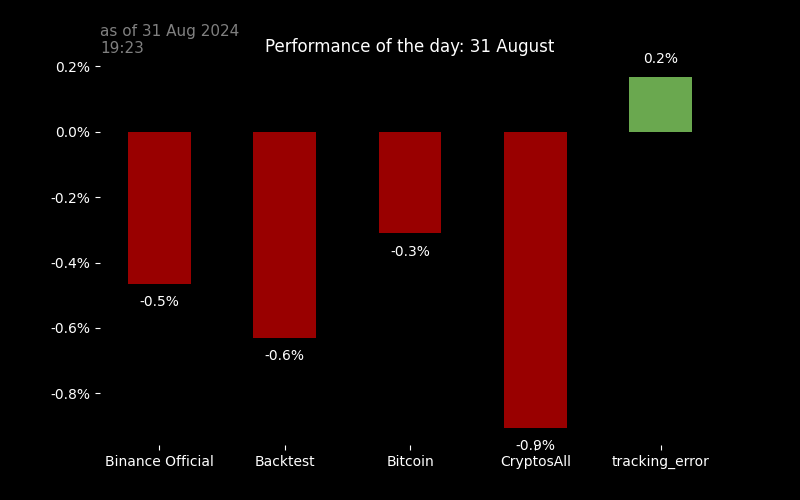 as of 31 Aug 2024
19:23
Performance of the day: 31 August
0.2%
0.2%
0.0%
-0.2%
-0.4%
-0.6%
-0.8%
-0.5%
-0.6%
-0.3%
-0.9%
Binance Official
Backtest
Bitcoin
CryptosAll
tracking_error